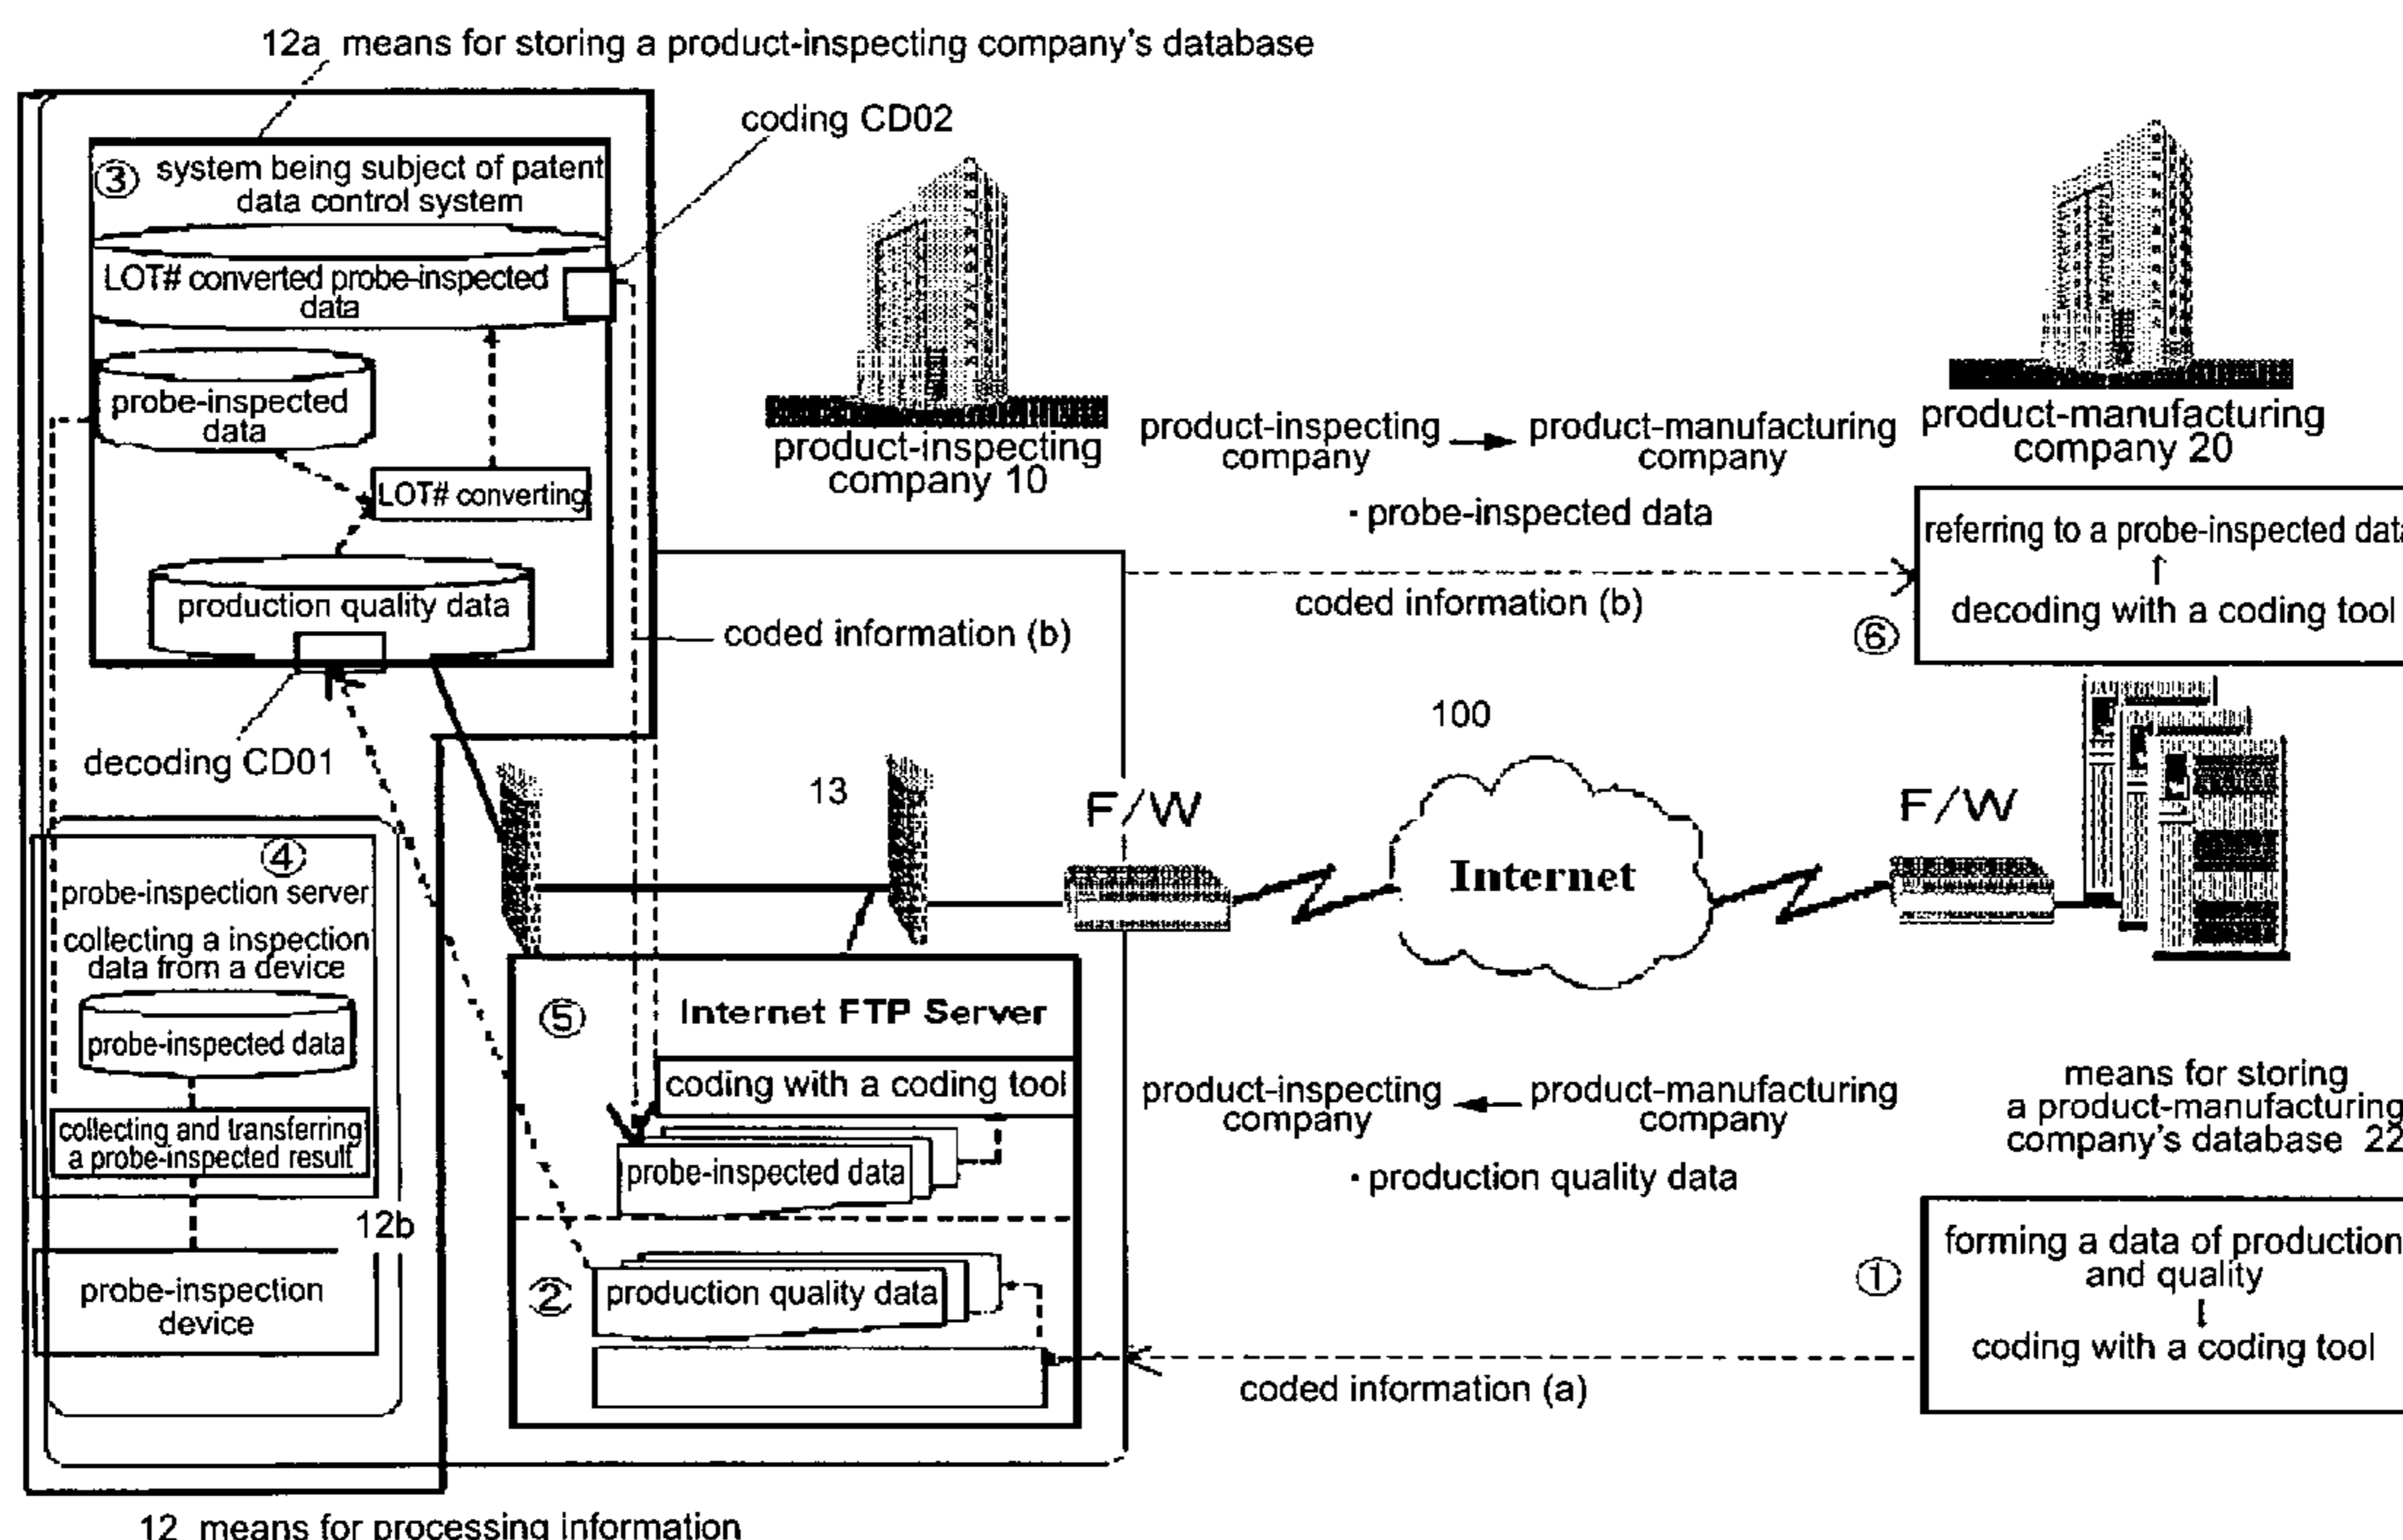 12a means for storing a product-inspecting company's database
coding CD02
③ system being subject of patent
data control system
LOT# converted probe-inspected
data
probe-inspected
data
LOT# converting
production quality data
decoding CD01
product-inspecting
company 10
product-inspecting
company
product-manufacturing
company
· probe-inspected data
product-manufacturing
company 20
referring to a probe-inspected data
↑
decoding with a coding tool
⑥
coded information (b)
coded information (b)
13
F/W
100
Internet
F/W
④
probe-inspection server
collecting a inspection
data from a device
probe-inspected data
collecting and transferring
a probe-inspected result
12b
probe-inspection
device
⑤
Internet FTP Server
coding with a coding tool
probe-inspected data
② production quality data
product-inspecting
company
product-manufacturing
company
· production quality data
means for storing
a product-manufacturing
company's database 22
①
forming a data of production
and quality
↓
coding with a coding tool
coded information (a)
12 means for processing information